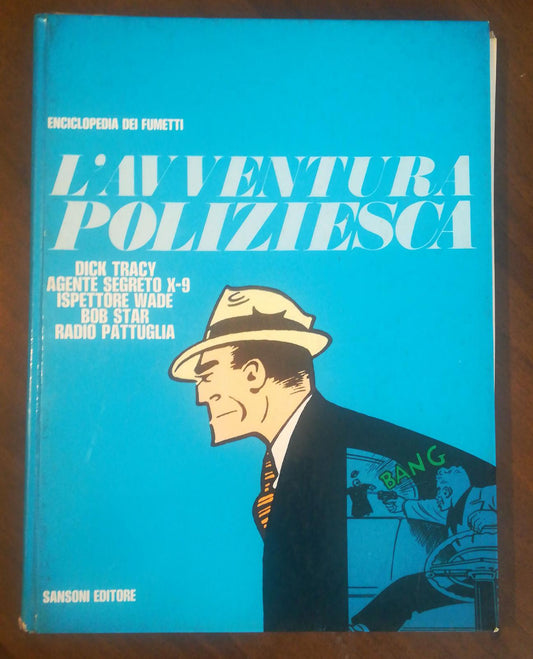 ENCICLOPEDIA DEI FUMETTI
L'AVVENTURA
POLIZIESCA
DICK TRACY
AGENTE SEGRETO X-9
ISPETTORE WADE
BOB STAR
RADIO PATTUGLIA
BANG
SANSONI EDITORE